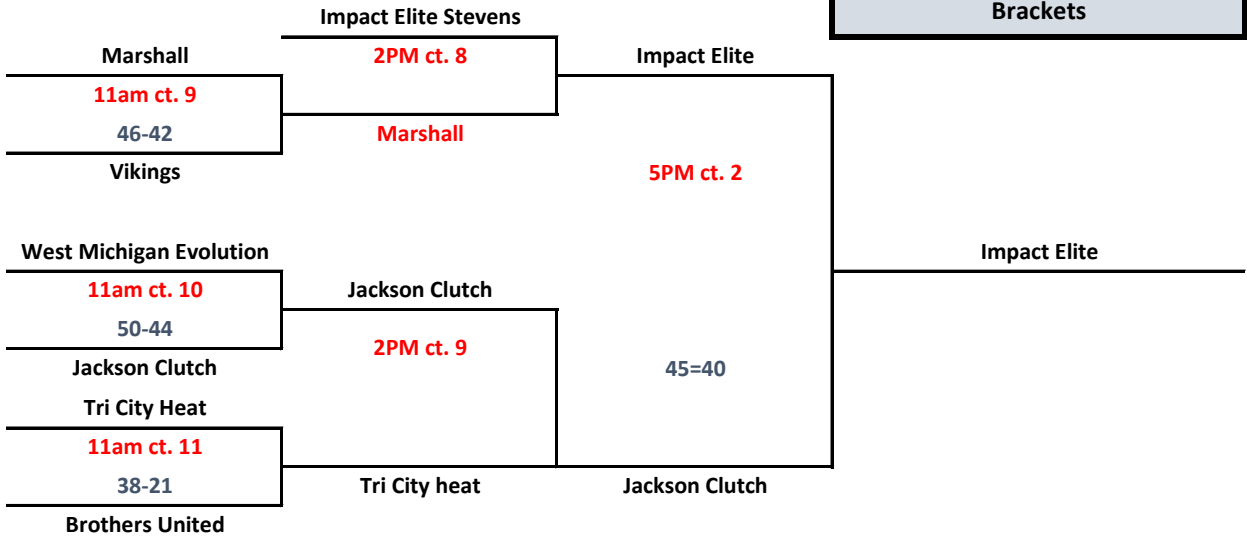 Brackets
Impact Elite Stevens
Marshall
2PM ct. 8
Impact Elite
11am ct. 9
46-42
Marshall
Vikings
5PM ct. 2
West Michigan Evolution
Impact Elite
11am ct. 10
Jackson Clutch
50-44
2PM ct. 9
Jackson Clutch
45=40
Tri City Heat
11am ct. 11
38-21
Tri City heat
Jackson Clutch
Brothers United